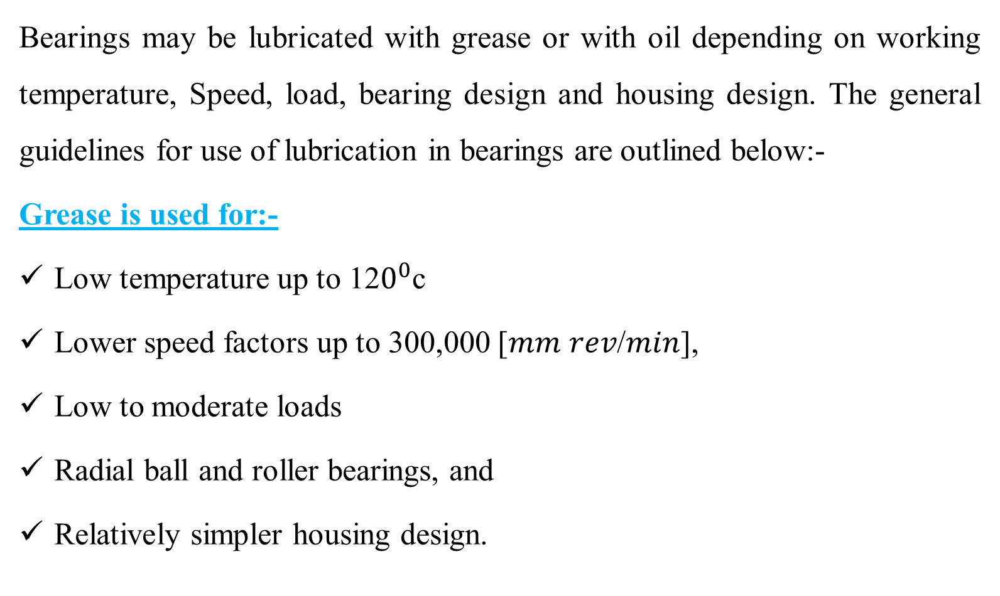 Bearings may be lubricated with grease or with oil depending on working
temperature, Speed, load, bearing design and housing design. The general
guidelines for use of lubrication in bearings are outlined below:-
Grease is used for:-
✓ Low temperature up to 120⁰c
✓ Lower speed factors up to 300,000 [mm rev/min],
✓ Low to moderate loads
✓ Radial ball and roller bearings, and
✓ Relatively simpler housing design.